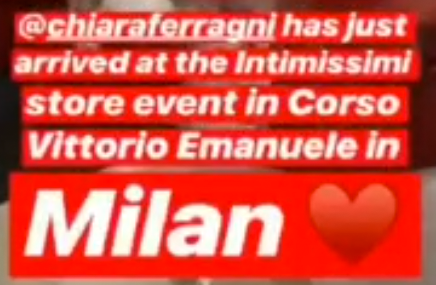 @chiaraferragni has just
arrived at the Intimissimi
store event in Corso
Vittorio Emanuele in
Milan ♥️